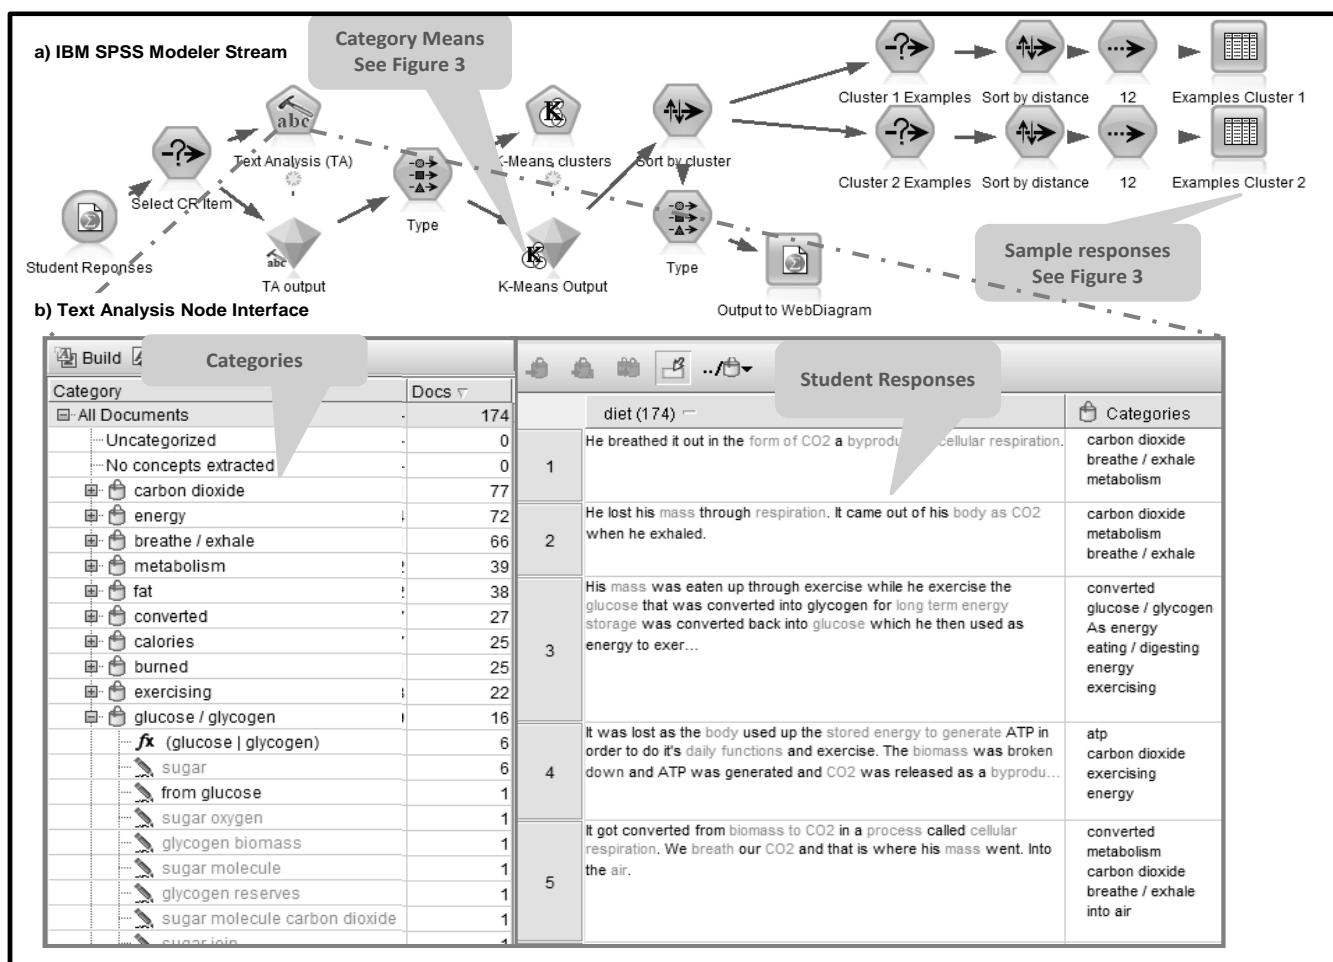 a) IBM SPSS Modeler Stream
Category Means
See Figure 3
Cluster 1 Examples
Sort by distance
12
Examples Cluster 1
abc
Text Analysis (TA)
K
K-Means clusters
Sort by cluster
Cluster 2 Examples
Sort by distance
12
Examples Cluster 2
Select CR Item
Type
Student Reponses
abc
TA output
K
K-Means Output
Type
Output to WebDiagram
Sample responses
See Figure 3
b) Text Analysis Node Interface
Build
Categories
Category
Docs
All Documents 174
Uncategorized 0
No concepts extracted 0
carbon dioxide 77
energy 72
breathe / exhale 66
metabolism 39
fat 38
converted 27
calories 25
burned 25
exercising 22
glucose / glycogen 16
fx (glucose | glycogen) 6
sugar 6
from glucose 1
sugar oxygen 1
glycogen biomass 1
sugar molecule 1
glycogen reserves 1
sugar molecule carbon dioxide 1
../
Student Responses
diet (174)
Categories
1
He breathed it out in the form of CO2 a cellular respiration.
carbon dioxide
breathe / exhale
metabolism
2
He lost his mass through respiration. It came out of his body as CO2
when he exhaled.
carbon dioxide
metabolism
breathe / exhale
3
His mass was eaten up through exercise while he exercise the
glucose that was converted into glycogen for long term energy
storage was converted back into glucose which he then used as
energy to exer...
converted
glucose / glycogen
As energy
eating / digesting
energy
exercising
4
It was lost as the body used up the stored energy to generate ATP in
order to do it's daily functions and exercise. The biomass was broken
down and ATP was generated and CO2 was released as a byprodu...
atp
carbon dioxide
exercising
energy
5
It got converted from biomass to CO2 in a process called cellular
respiration. We breath our CO2 and that is where his mass went. Into
the air.
converted
metabolism
carbon dioxide
breathe / exhale
into air